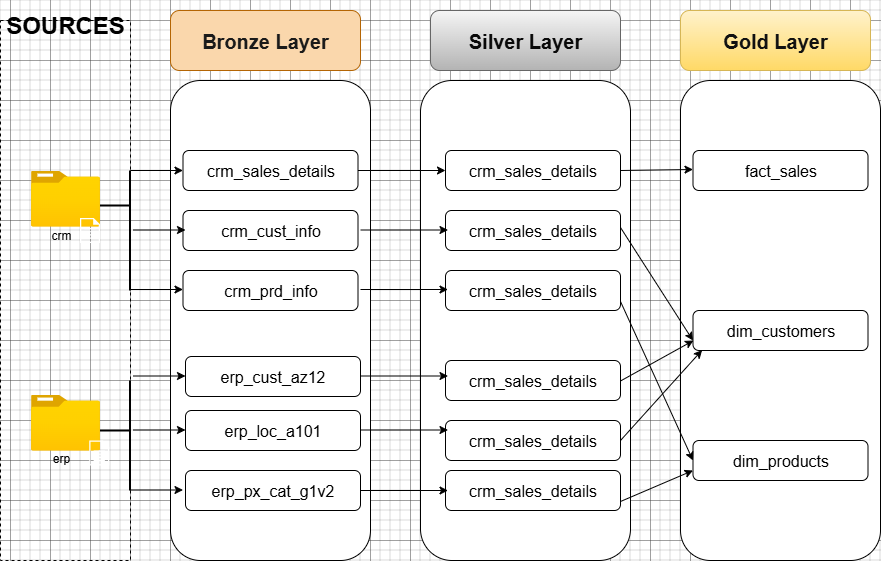 SOURCES
Bronze Layer
Silver Layer
Gold Layer
crm_sales_details
crm_sales_details
fact_sales
crm
crm_cust_info
crm_sales_details
crm_prd_info
crm_sales_details
dim_customers
erp_cust_az12
crm_sales_details
erp
erp_loc_a101
crm_sales_details
dim_products
erp_px_cat_g1v2
crm_sales_details